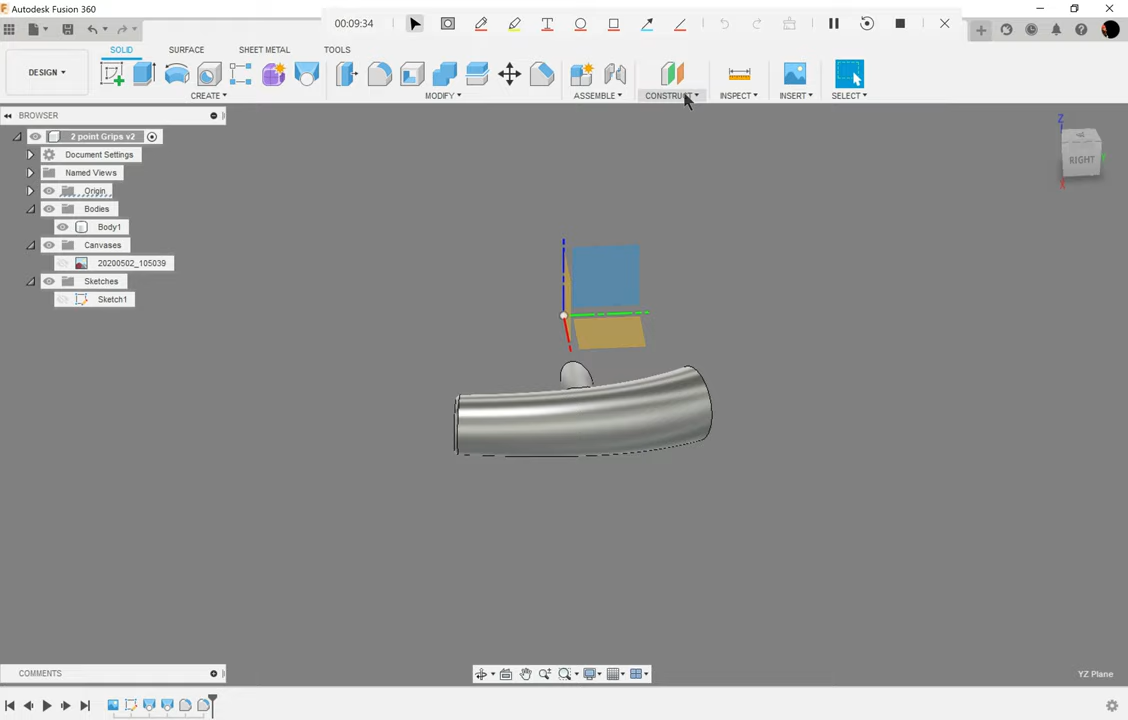 Autodesk Fusion 360
00:09:34
SOLID SURFACE SHEET METAL TOOLS
DESIGN
CREATE MODIFY ASSEMBLE CONSTRUCT INSPECT INSERT SELECT
BROWSER
2 point Grips v2
Document Settings
Named Views
Origin
Bodies
Body1
Canvases
20200502_105039
Sketches
Sketch1
Z
RIGHT
Y
X
COMMENTS
YZ Plane